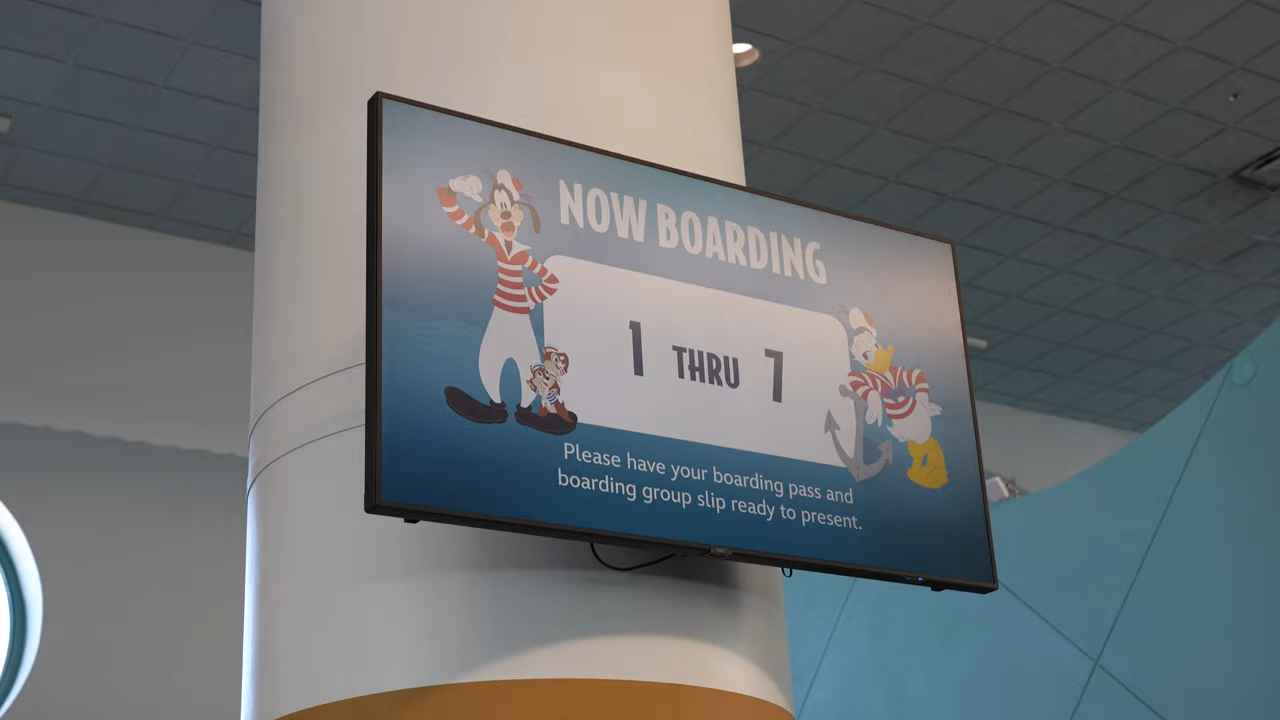 NOW BOARDING
1 THRU 7
Please have your boarding pass and
boarding group slip ready to present.